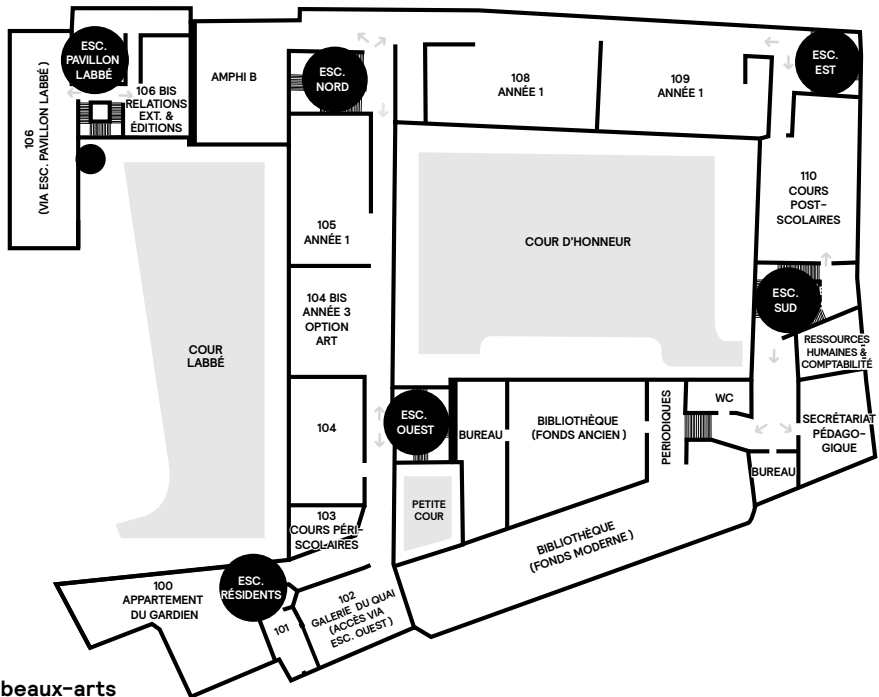 ESC.
PAVILLON
LABBÉ
106
(VIA ESC. PAVILLON LABBÉ)
106 BIS
RELATIONS
EXT. &
ÉDITIONS
AMPHI B
ESC.
NORD
108
ANNÉE 1
109
ANNÉE 1
ESC.
EST
110
COURS
POST-
SCOLAIRES
105
ANNÉE 1
COUR D'HONNEUR
104 BIS
ANNÉE 3
OPTION
ART
COUR
LABBÉ
ESC.
SUD
RESSOURCES
HUMAINES &
COMPTABILITÉ
104
ESC.
OUEST
BUREAU
BIBLIOTHÈQUE
(FONDS ANCIEN)
PERIODIQUES
WC
SECRÉTARIAT
PÉDAGO-
GIQUE
BUREAU
PETITE
COUR
103
COURS PÉRI-
SCOLAIRES
BIBLIOTHÈQUE
(FONDS MODERNE)
100
APPARTEMENT
DU GARDIEN
ESC.
RÉSIDENTS
101
102
GALERIE DU QUAI
(ACCÈS VIA
ESC. OUEST)
beaux-arts